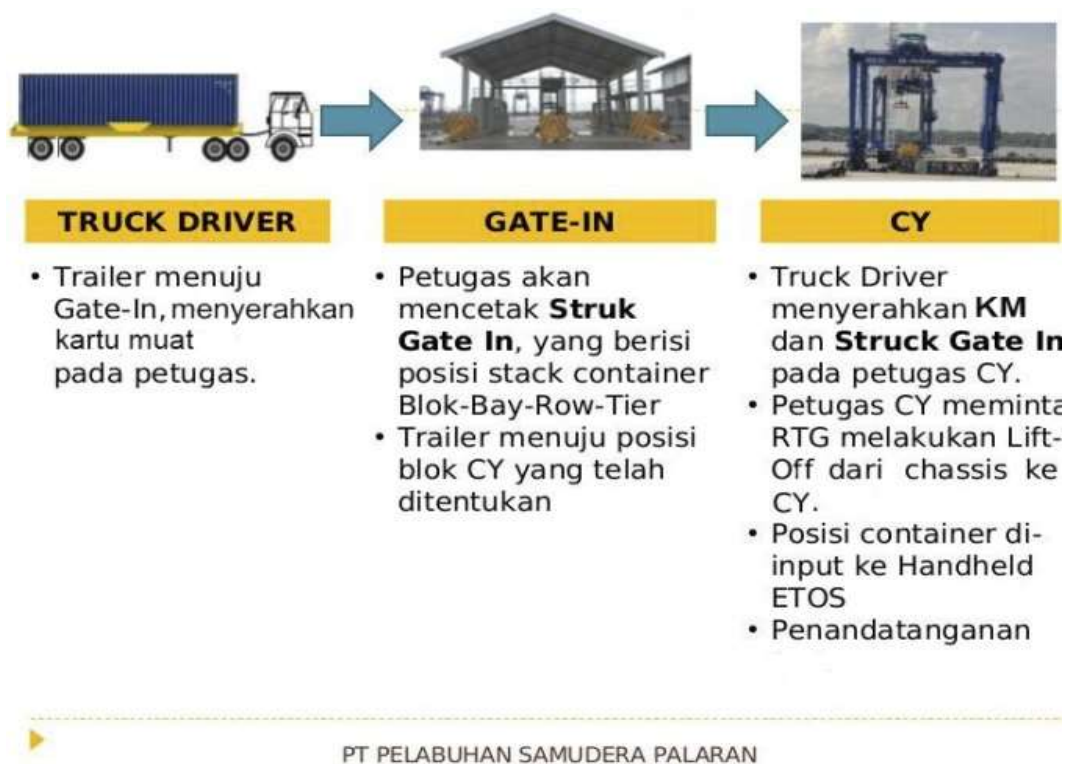 TRUCK DRIVER
• Trailer menuju
Gate-In, menyerahkan
kartu muat
pada petugas.
GATE-IN
• Petugas akan
mencetak Struk
Gate In, yang berisi
posisi stack container
Blok-Bay-Row-Tier
• Trailer menuju posisi
blok CY yang telah
ditentukan
CY
• Truck Driver
menyerahkan KM
dan Struck Gate In
pada petugas CY.
• Petugas CY meminta
RTG melakukan Lift-
Off dari chassis ke
CY.
• Posisi container di-
input ke Handheld
ETOS
• Penandatanganan
PT PELABUHAN SAMUDERA PALARAN